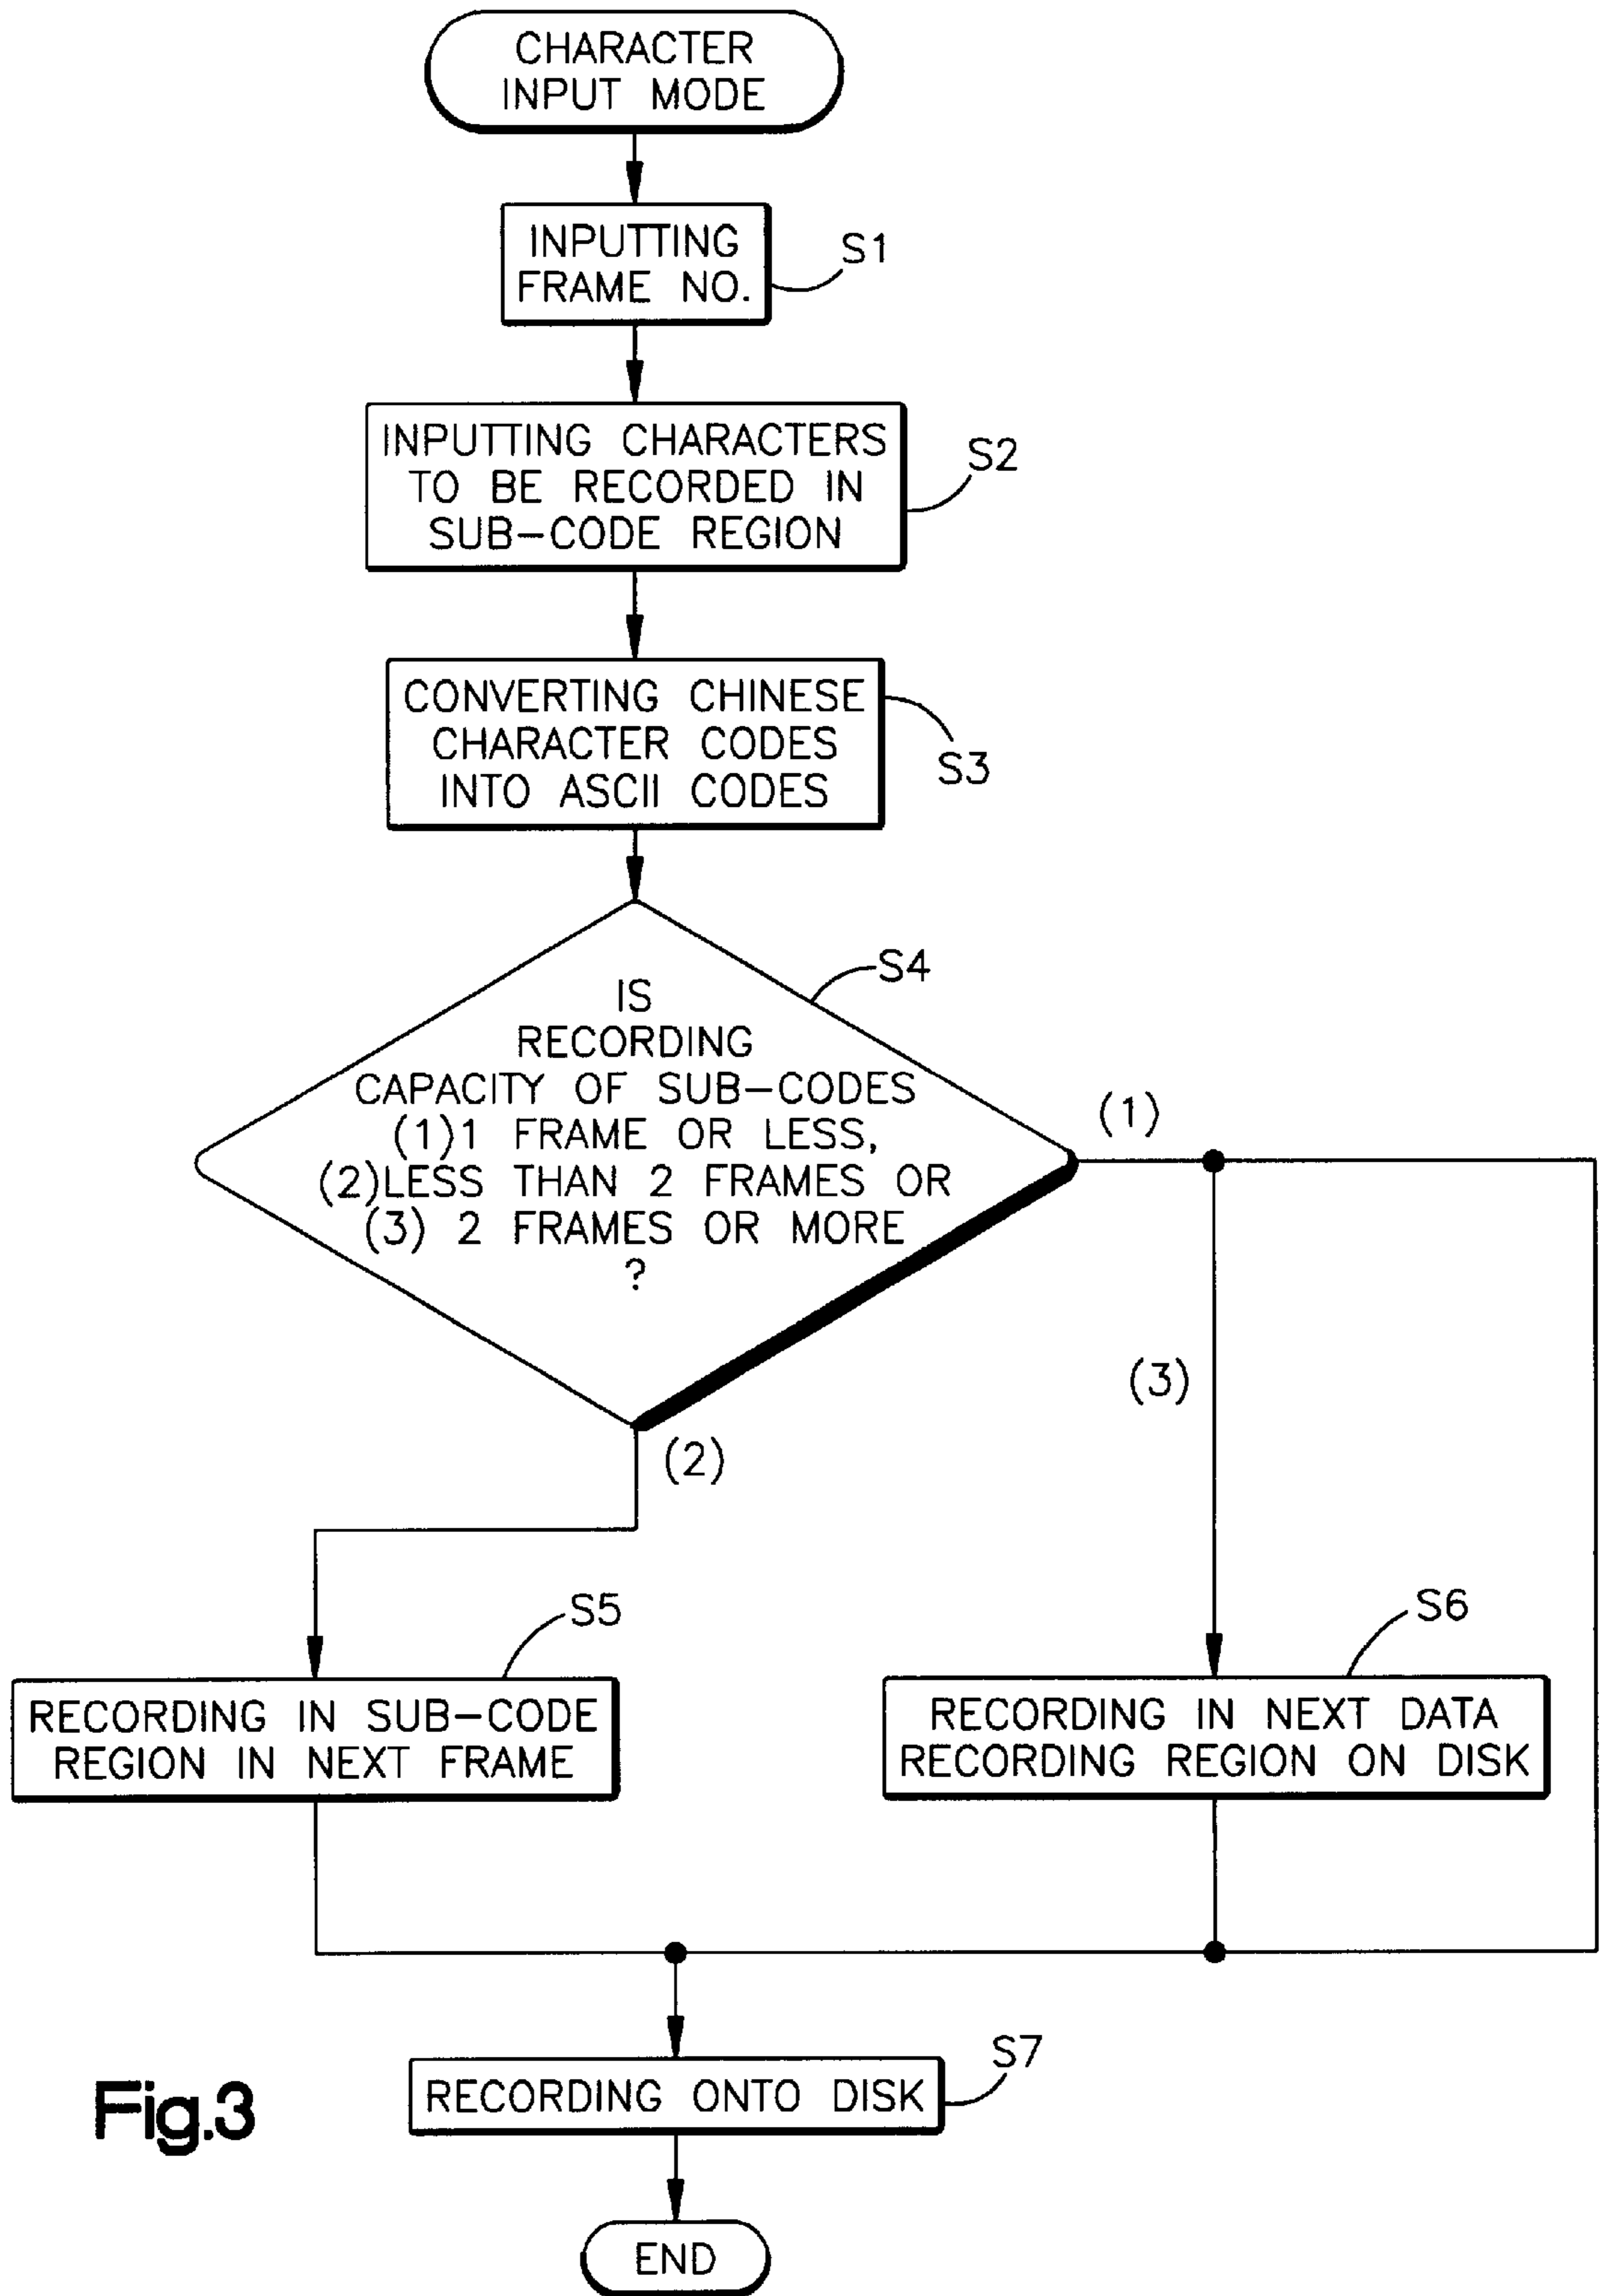 CHARACTER
INPUT MODE
INPUTTING
FRAME NO.
S1
INPUTTING CHARACTERS
TO BE RECORDED IN
SUB-CODE REGION
S2
CONVERTING CHINESE
CHARACTER CODES
INTO ASCII CODES
S3
S4
IS
RECORDING
CAPACITY OF SUB-CODES
(1)1 FRAME OR LESS,
(2)LESS THAN 2 FRAMES OR
(3) 2 FRAMES OR MORE
?
(1)
(3)
(2)
S5
RECORDING IN SUB-CODE
REGION IN NEXT FRAME
S6
RECORDING IN NEXT DATA
RECORDING REGION ON DISK
S7
RECORDING ONTO DISK
END
Fig.3